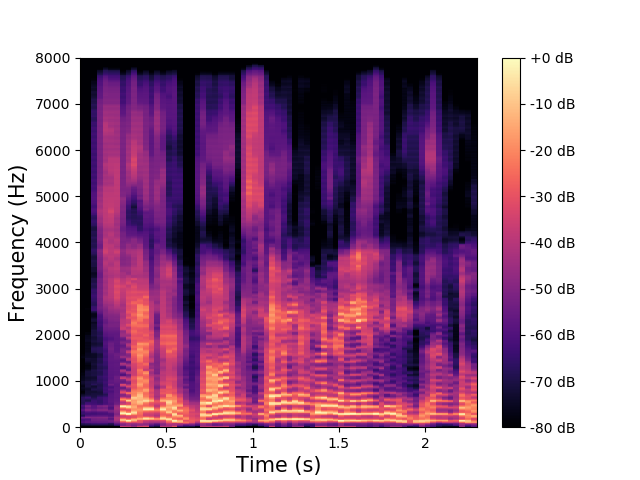 8000
7000
6000
5000
4000
3000
2000
1000
0
Frequency (Hz)
0
0.5
1
1.5
2
Time (s)
+0 dB
-10 dB
-20 dB
-30 dB
-40 dB
-50 dB
-60 dB
-70 dB
-80 dB